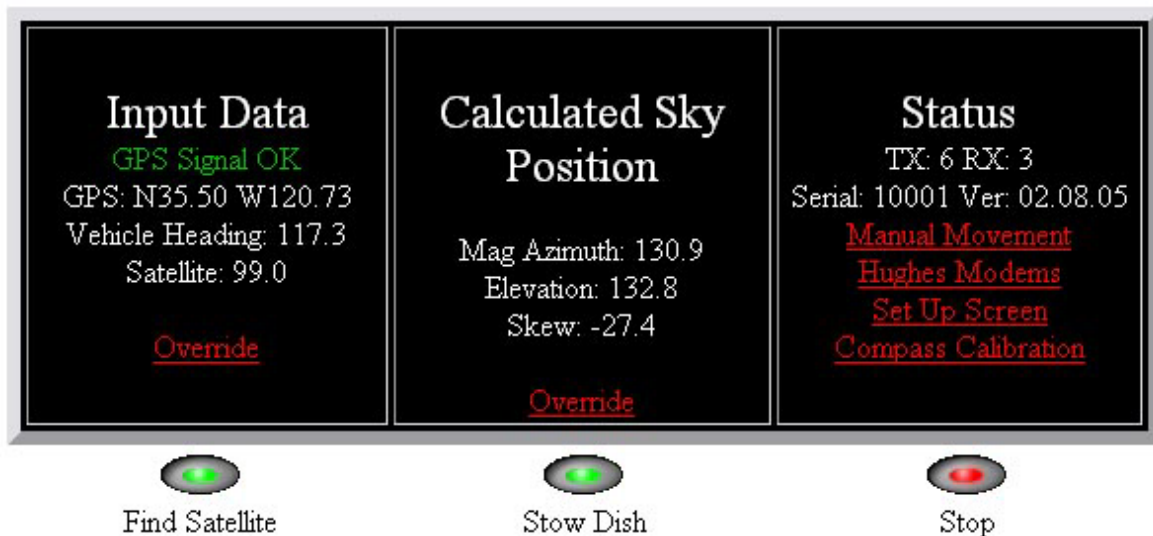 Input Data
GPS Signal OK
GPS: N35.50 W120.73
Vehicle Heading: 117.3
Satellite: 99.0
Override
Calculated Sky
Position
Mag Azimuth: 130.9
Elevation: 132.8
Skew: -27.4
Override
Status
TX: 6 RX: 3
Serial: 10001 Ver: 02.08.05
Manual Movement
Hughes Modems
Set Up Screen
Compass Calibration
Find Satellite
Stow Dish
Stop